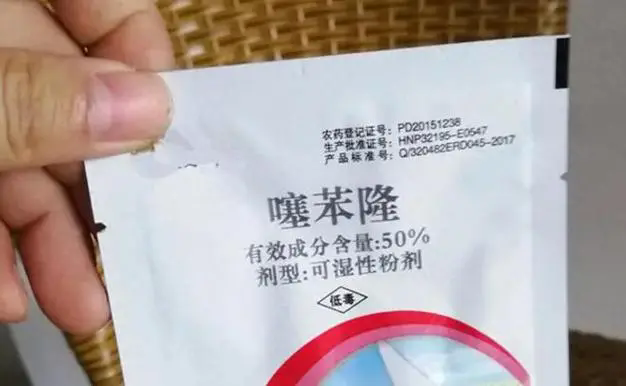 农药登记证号：PD20151238
生产批准证号：HNP32195-E0547
产品标准号：Q/320482ERD045-2017
噻苯隆
有效成分含量:50%
剂型:可湿性粉剂
低毒